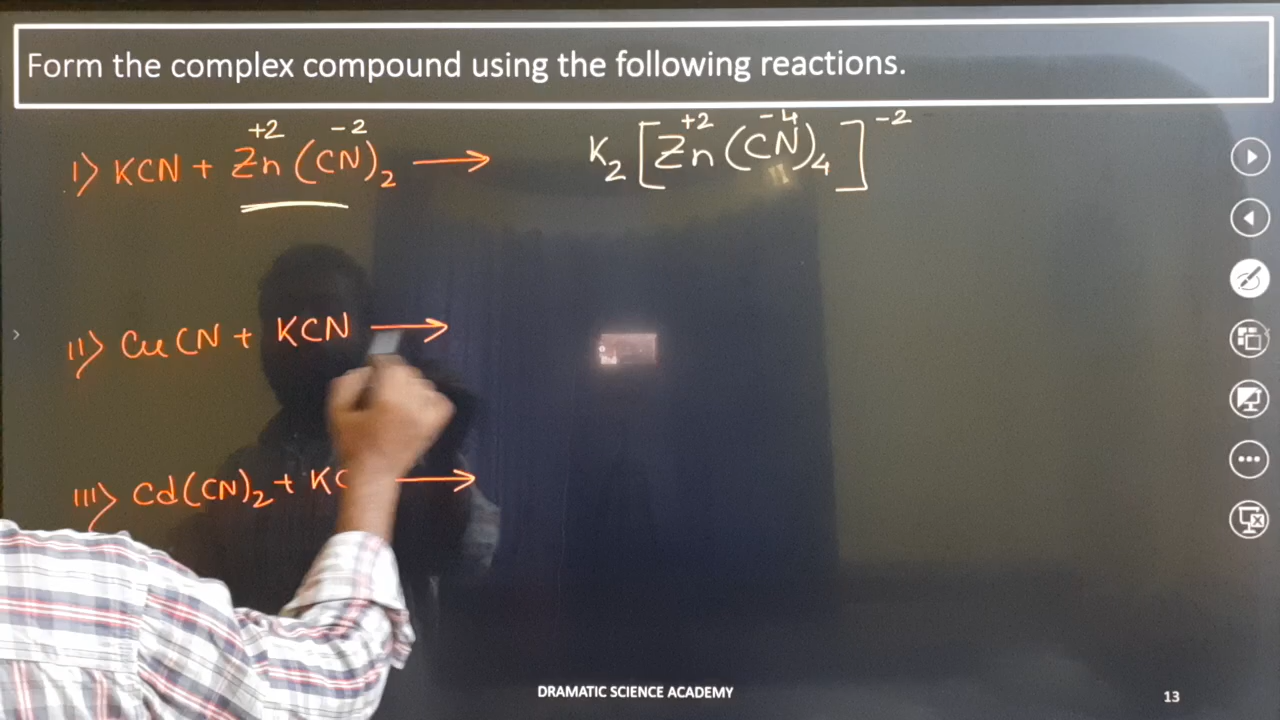 Form the complex compound using the following reactions.
+2 -2 +2 -4 -2
I) KCN + Zn(CN)₂ ⟶ K₂[Zn(CN)₄]
II) CuCN + KCN ⟶
III) Cd(CN)₂ + KC ⟶
DRAMATIC SCIENCE ACADEMY
13